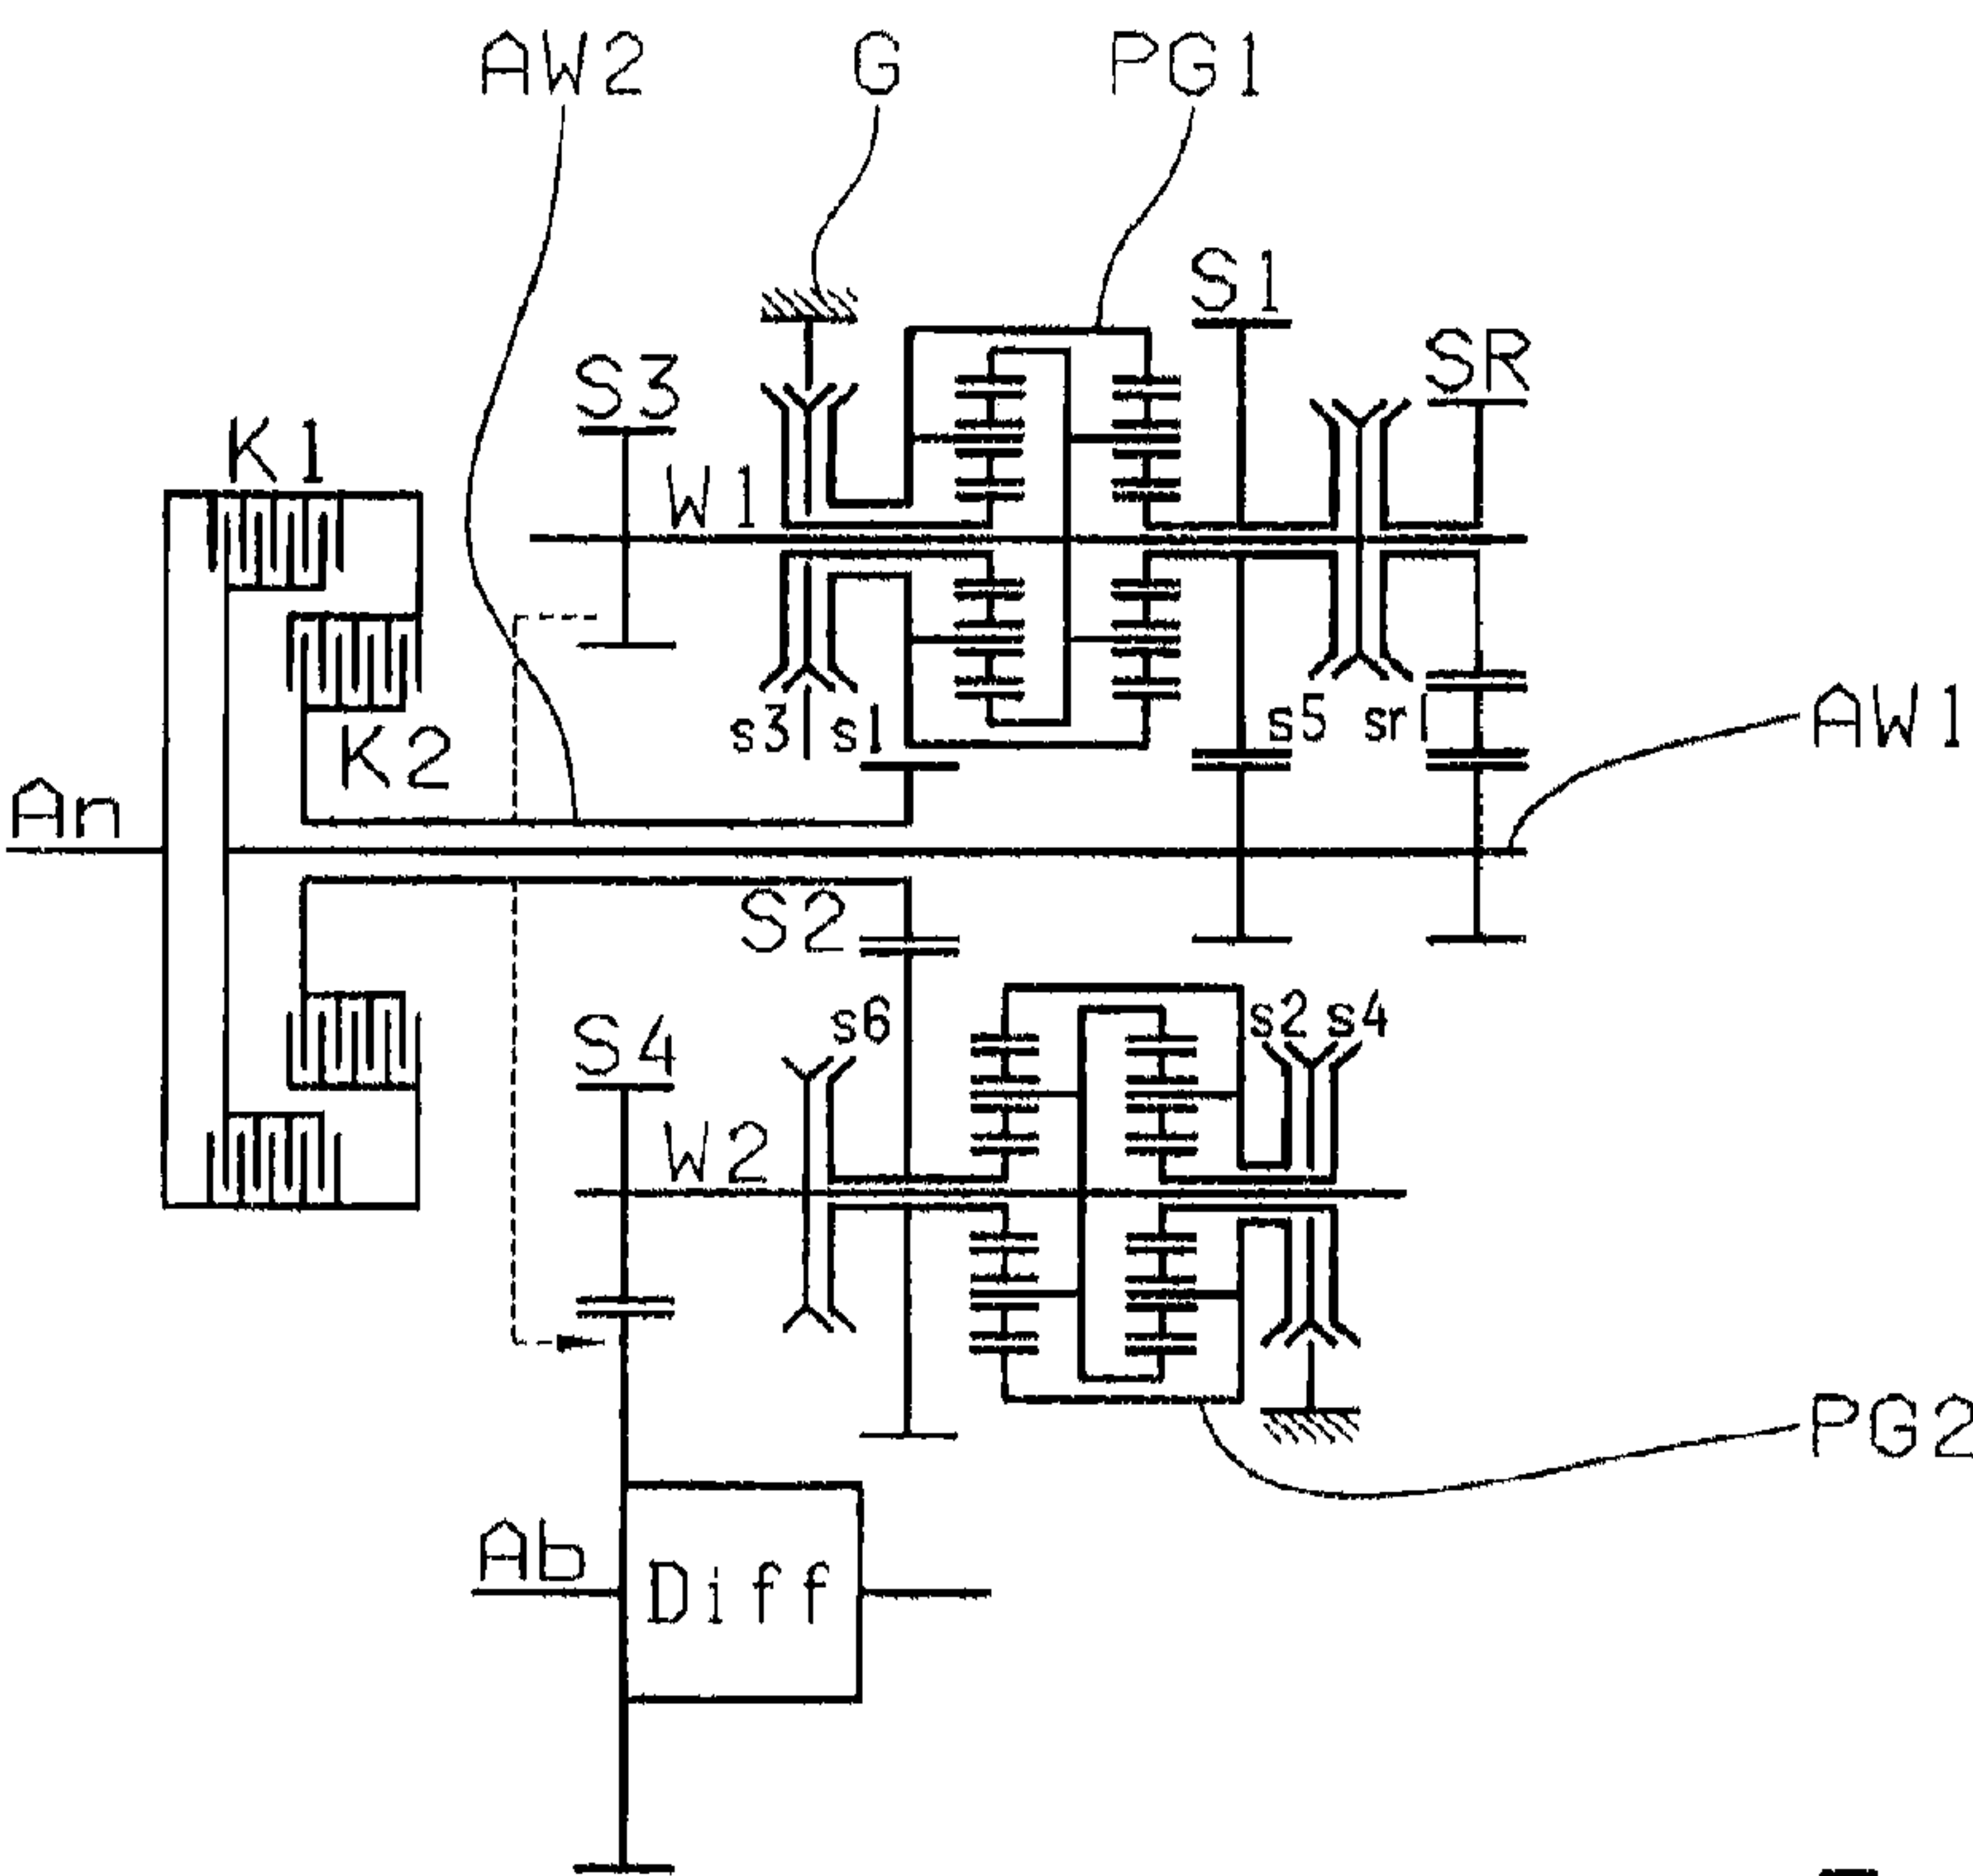 AW2 G PG1
S1
SR
S3
K1
W1
s3 s1 s5 sr
AW1
K2
An
S2
s6 s2 s4
S4
W2
PG2
Ab
Diff